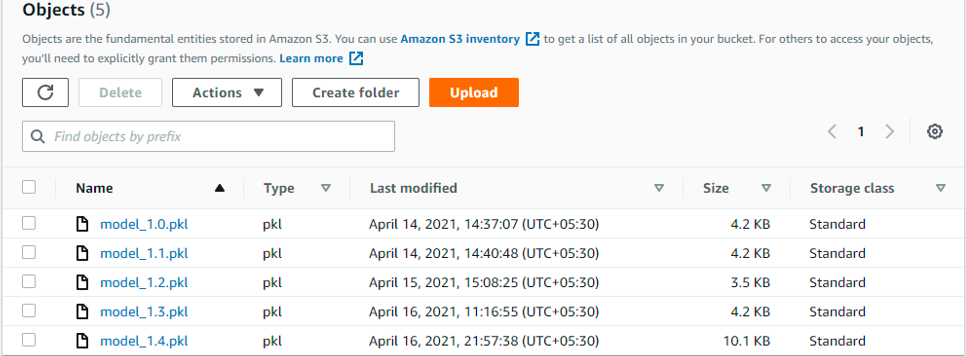 Objects (5)
Objects are the fundamental entities stored in Amazon S3. You can use Amazon S3 inventory to get a list of all objects in your bucket. For others to access your objects,
you'll need to explicitly grant them permissions. Learn more
Delete Actions Create folder Upload
Find objects by prefix 1
Name Type Last modified Size Storage class
model_1.0.pkl pkl April 14, 2021, 14:37:07 (UTC+05:30) 4.2 KB Standard
model_1.1.pkl pkl April 14, 2021, 14:40:48 (UTC+05:30) 4.2 KB Standard
model_1.2.pkl pkl April 15, 2021, 15:08:25 (UTC+05:30) 3.5 KB Standard
model_1.3.pkl pkl April 16, 2021, 11:16:55 (UTC+05:30) 4.2 KB Standard
model_1.4.pkl pkl April 16, 2021, 21:57:38 (UTC+05:30) 10.1 KB Standard